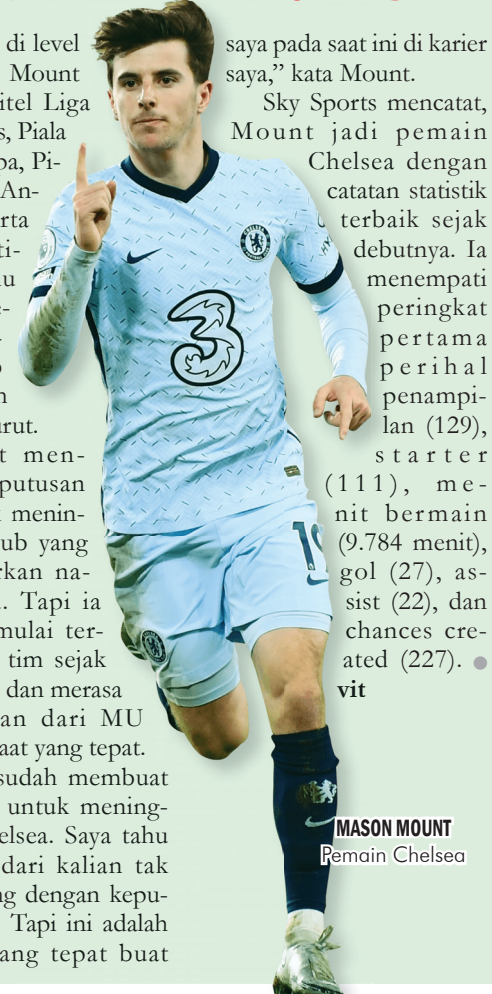 di level
Mount
itel Liga
s, Piala
ba, Pi-
An-
rta
ti-
u
n
urut.
t men-
putusan
menin-
ub yang
rkan na-
. Tapi ia
mulai ter-
tim sejak
dan merasa
an dari MU
aat yang tepat.
sudah membuat
untuk mening-
elsea. Saya tahu
dari kalian tak
ng dengan kepu-
Tapi ini adalah
ang tepat buat
saya pada saat ini di karier
saya,” kata Mount.
Sky Sports mencatat,
Mount jadi pemain
Chelsea dengan
catatan statistik
terbaik sejak
debutnya. Ia
menempati
peringkat
pertama
perihal
penampi-
lan (129),
starter
(111), me-
nit bermain
(9.784 menit),
gol (27), as-
sist (22), dan
chances cre-
ated (227). ●
vit
3
19
MASON MOUNT
Pemain Chelsea